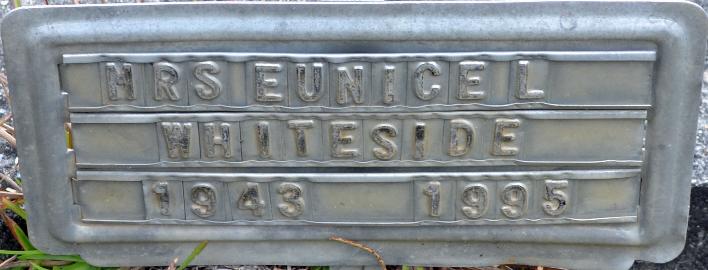 MRS EUNICE L
WHITESIDE
1943 1995